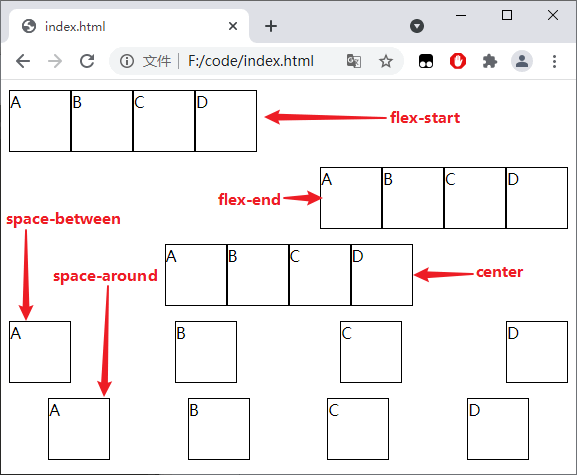 index.html
文件 F:/code/index.html
A B C D
flex-start
A B C D
flex-end
space-between
A B C D
center
space-around
A B C D
A B C D